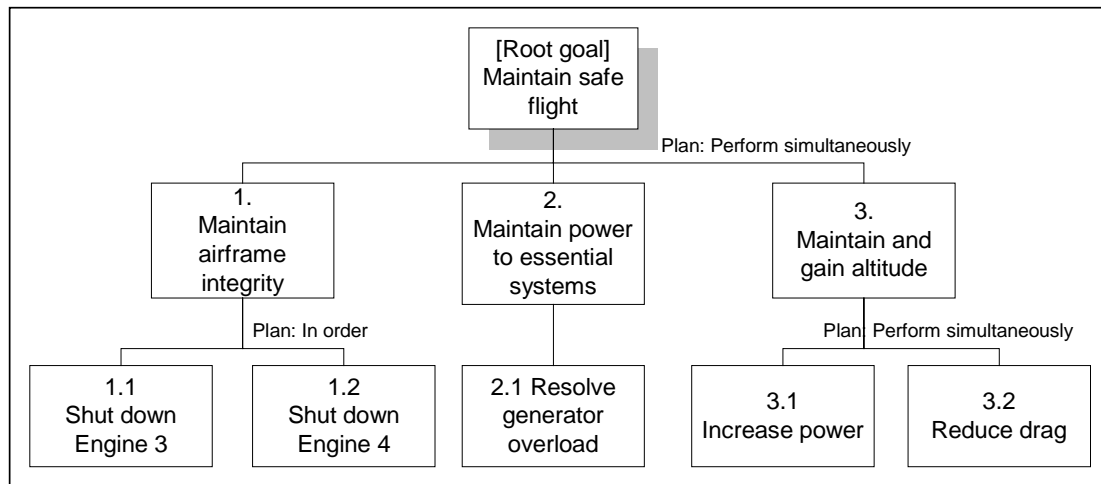 [Root goal]
Maintain safe
flight
Plan: Perform simultaneously
1.
Maintain
airframe
integrity
2.
Maintain power
to essential
systems
3.
Maintain and
gain altitude
Plan: In order
Plan: Perform simultaneously
1.1
Shut down
Engine 3
1.2
Shut down
Engine 4
2.1 Resolve
generator
overload
3.1
Increase power
3.2
Reduce drag